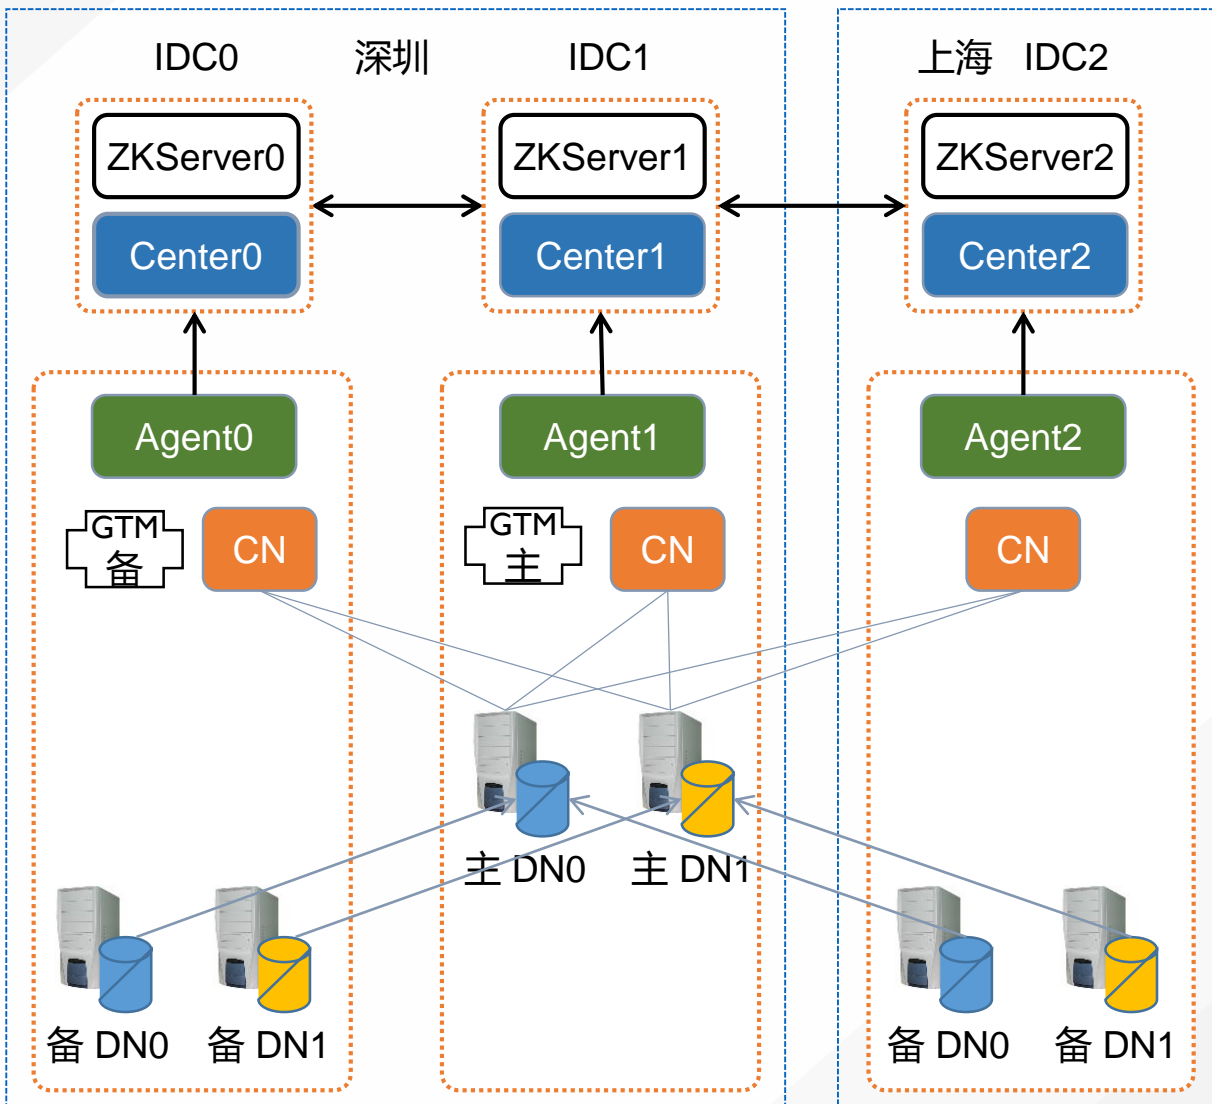 IDC0 深圳 IDC1 上海 IDC2
ZKServer0 ZKServer1 ZKServer2
Center0 Center1 Center2
Agent0 Agent1 Agent2
GTM
备
CN
GTM
主
CN
CN
主 DN0 主 DN1
备 DN0 备 DN1 备 DN0 备 DN1